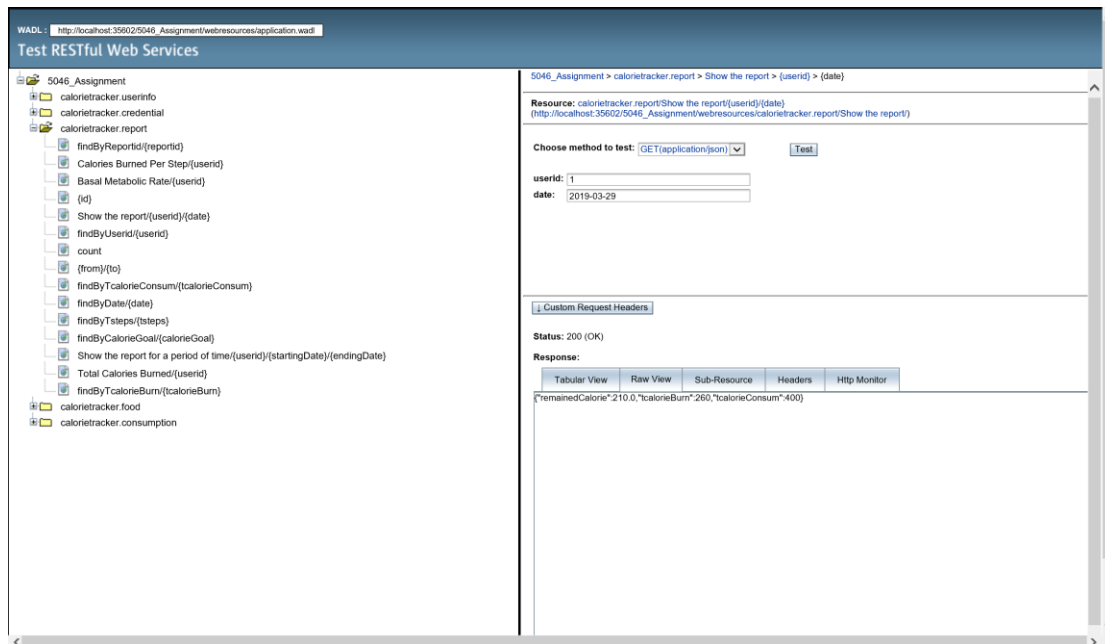 WADL : http://localhost:35602/5046_Assignment/webresources/application.wadl
Test RESTful Web Services
5046_Assignment
calorietracker.userinfo
calorietracker.credential
calorietracker.report
findByReportid/{reportid}
Calories Burned Per Step/{userid}
Basal Metabolic Rate/{userid}
{id}
Show the report/{userid}/{date}
findByUserid/{userid}
count
{from}/{to}
findByTcalorieConsum/{tcalorieConsum}
findByDate/{date}
findByTsteps/{tsteps}
findByCalorieGoal/{calorieGoal}
Show the report for a period of time/{userid}/{startingDate}/{endingDate}
Total Calories Burned/{userid}
findByTcalorieBurn/{tcalorieBurn}
calorietracker.food
calorietracker.consumption
5046_Assignment > calorietracker.report > Show the report > {userid} > {date}
Resource: calorietracker.report/Show the report/{userid}/{date}
(http://localhost:35602/5046_Assignment/webresources/calorietracker.report/Show the report/)
Choose method to test: GET(application/json) Test
userid: 1
date: 2019-03-29
↓ Custom Request Headers
Status: 200 (OK)
Response:
Tabular View Raw View Sub-Resource Headers Http Monitor
{"remainedCalorie":210.0,"tcalorieBurn":260,"tcalorieConsum":400}